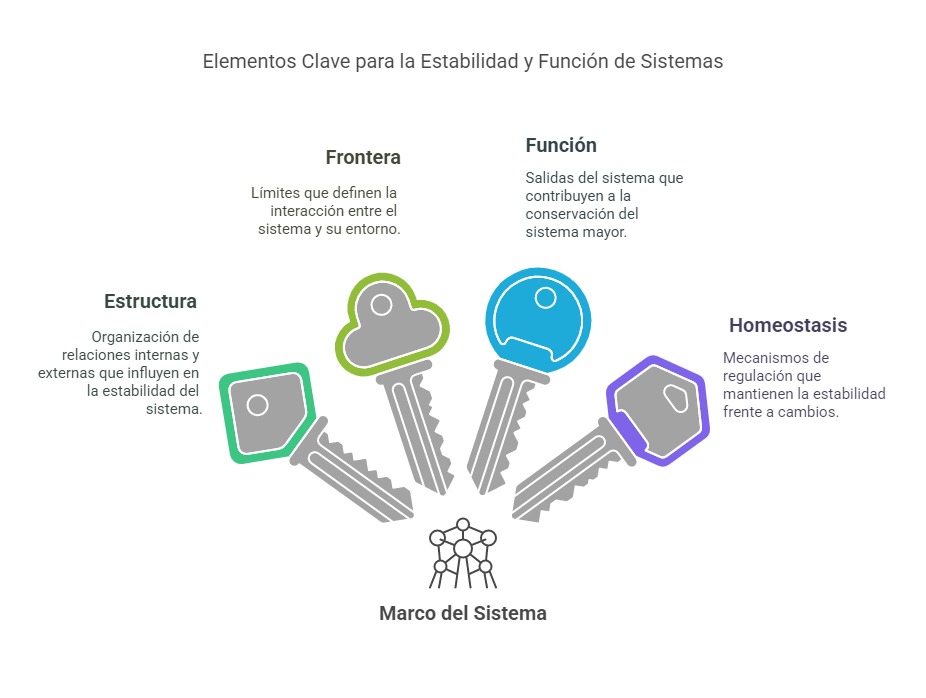 Elementos Clave para la Estabilidad y Función de Sistemas
Frontera
Límites que definen la
interacción entre el
sistema y su entorno.
Función
Salidas del sistema que
contribuyen a la
conservación del
sistema mayor.
Estructura
Organización de
relaciones internas y
externas que influyen en
la estabilidad del
sistema.
Homeostasis
Mecanismos de
regulación que
mantienen la estabilidad
frente a cambios.
Marco del Sistema